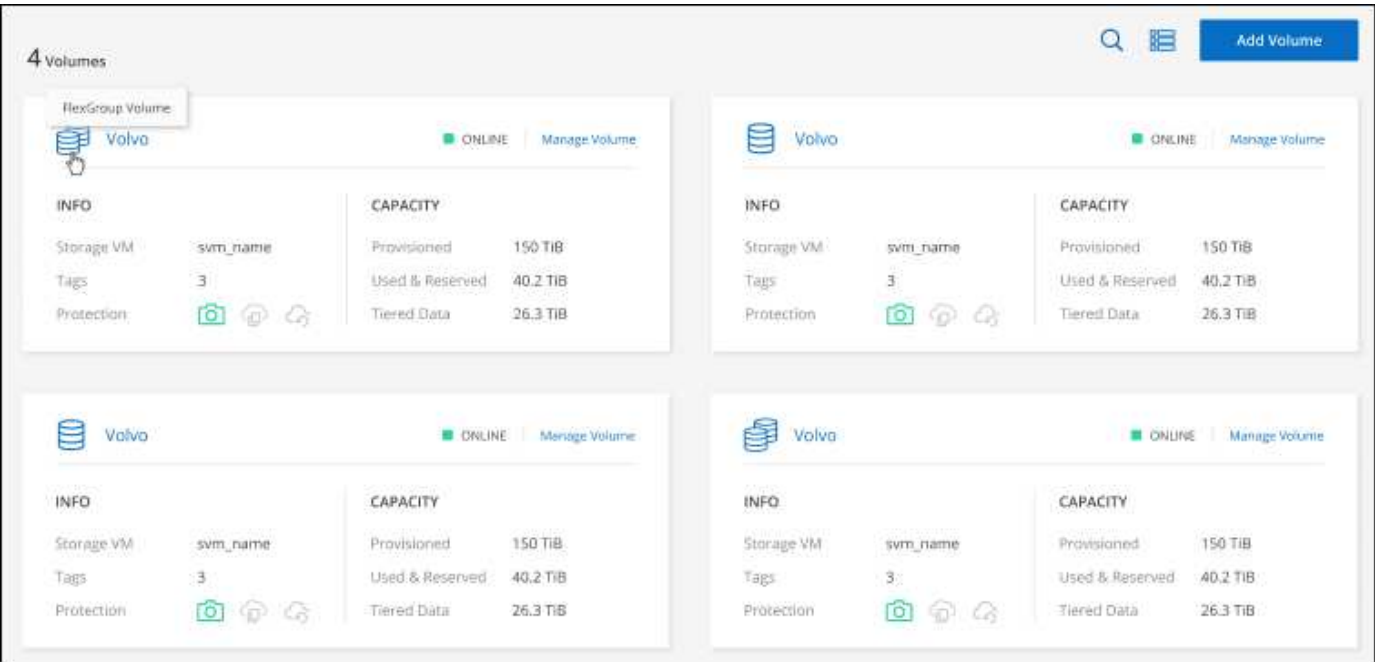 4 Volumes
Add Volume
FlexGroup Volume
Volvo ONLINE Manage Volume
INFO CAPACITY
Storage VM svm_name Provisioned 150 TiB
Tags 3 Used & Reserved 40.2 TiB
Protection Tiered Data 26.3 TiB
Volvo ONLINE Manage Volume
INFO CAPACITY
Storage VM svm_name Provisioned 150 TiB
Tags 3 Used & Reserved 40.2 TiB
Protection Tiered Data 26.3 TiB
Volvo ONLINE Manage Volume
INFO CAPACITY
Storage VM svm_name Provisioned 150 TiB
Tags 3 Used & Reserved 40.2 TiB
Protection Tiered Data 26.3 TiB
Volvo ONLINE Manage Volume
INFO CAPACITY
Storage VM svm_name Provisioned 150 TiB
Tags 3 Used & Reserved 40.2 TiB
Protection Tiered Data 26.3 TiB